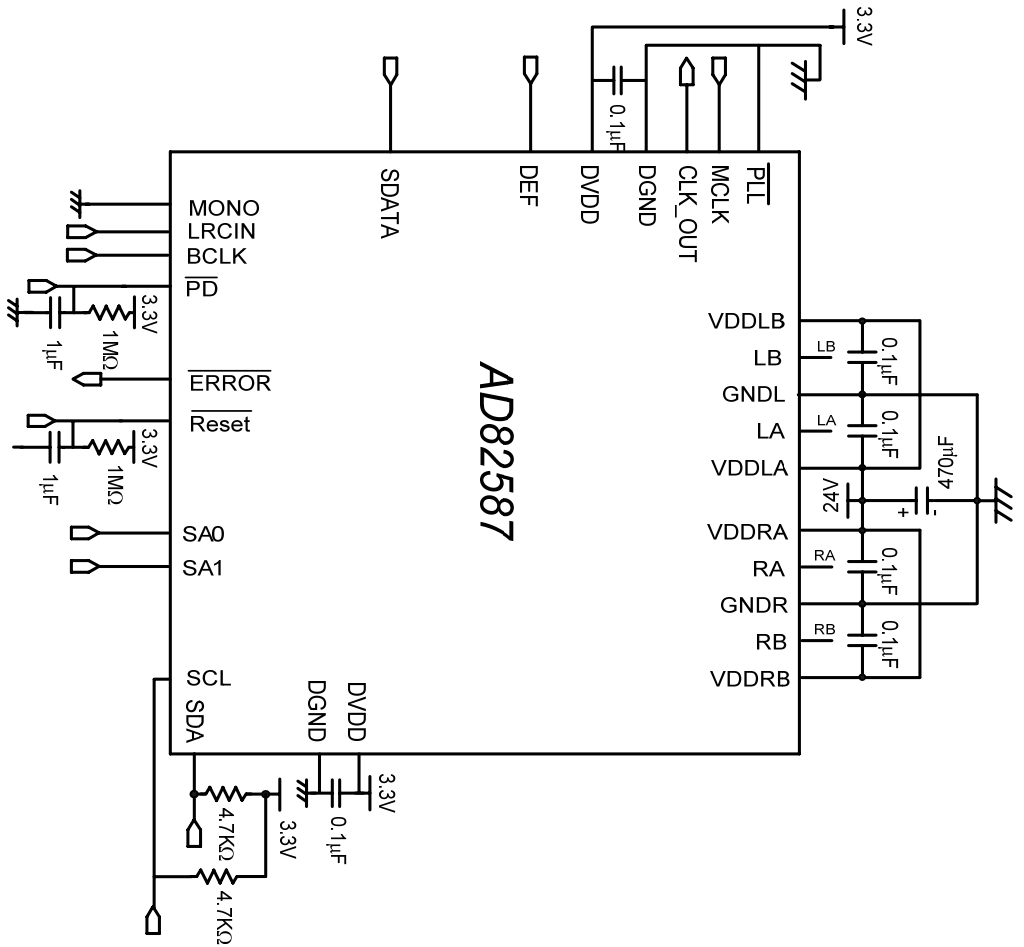 3.3V
0.1µF
SDATA
DEF
DVDD
DGND
CLK_OUT
MCLK
PLL
MONO
LRCIN
BCLK
PD
3.3V
1MΩ
1µF
ERROR
Reset
3.3V
1MΩ
1µF
SA0
SA1
SCL
SDA
DGND
DVDD
AD82587
VDDLB
LB
LB
0.1µF
GNDL
LA
LA
0.1µF
VDDLA
24V
470µF
+
-
VDDRA
RA
RA
0.1µF
GNDR
RB
RB
0.1µF
VDDRB
3.3V
0.1µF
3.3V
4.7KΩ
4.7KΩ